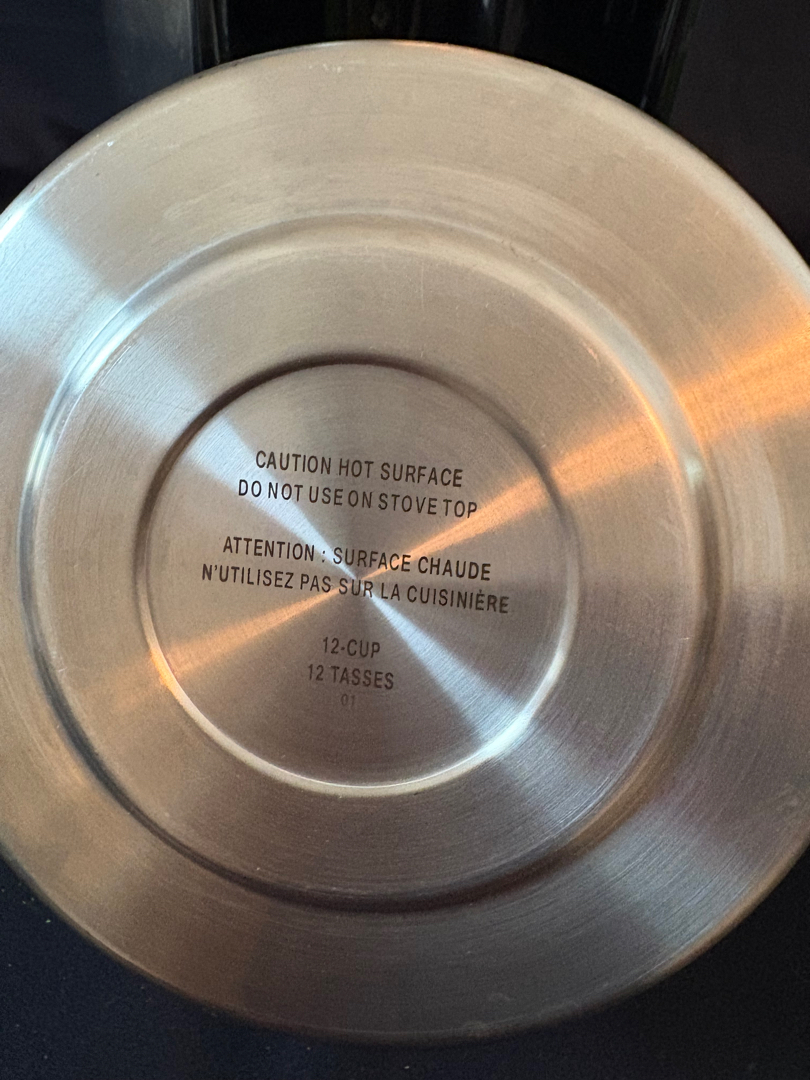 CAUTION HOT SURFACE
DO NOT USE ON STOVE TOP
ATTENTION : SURFACE CHAUDE
N'UTILISEZ PAS SUR LA CUISINIÈRE
12-CUP
12 TASSES
01